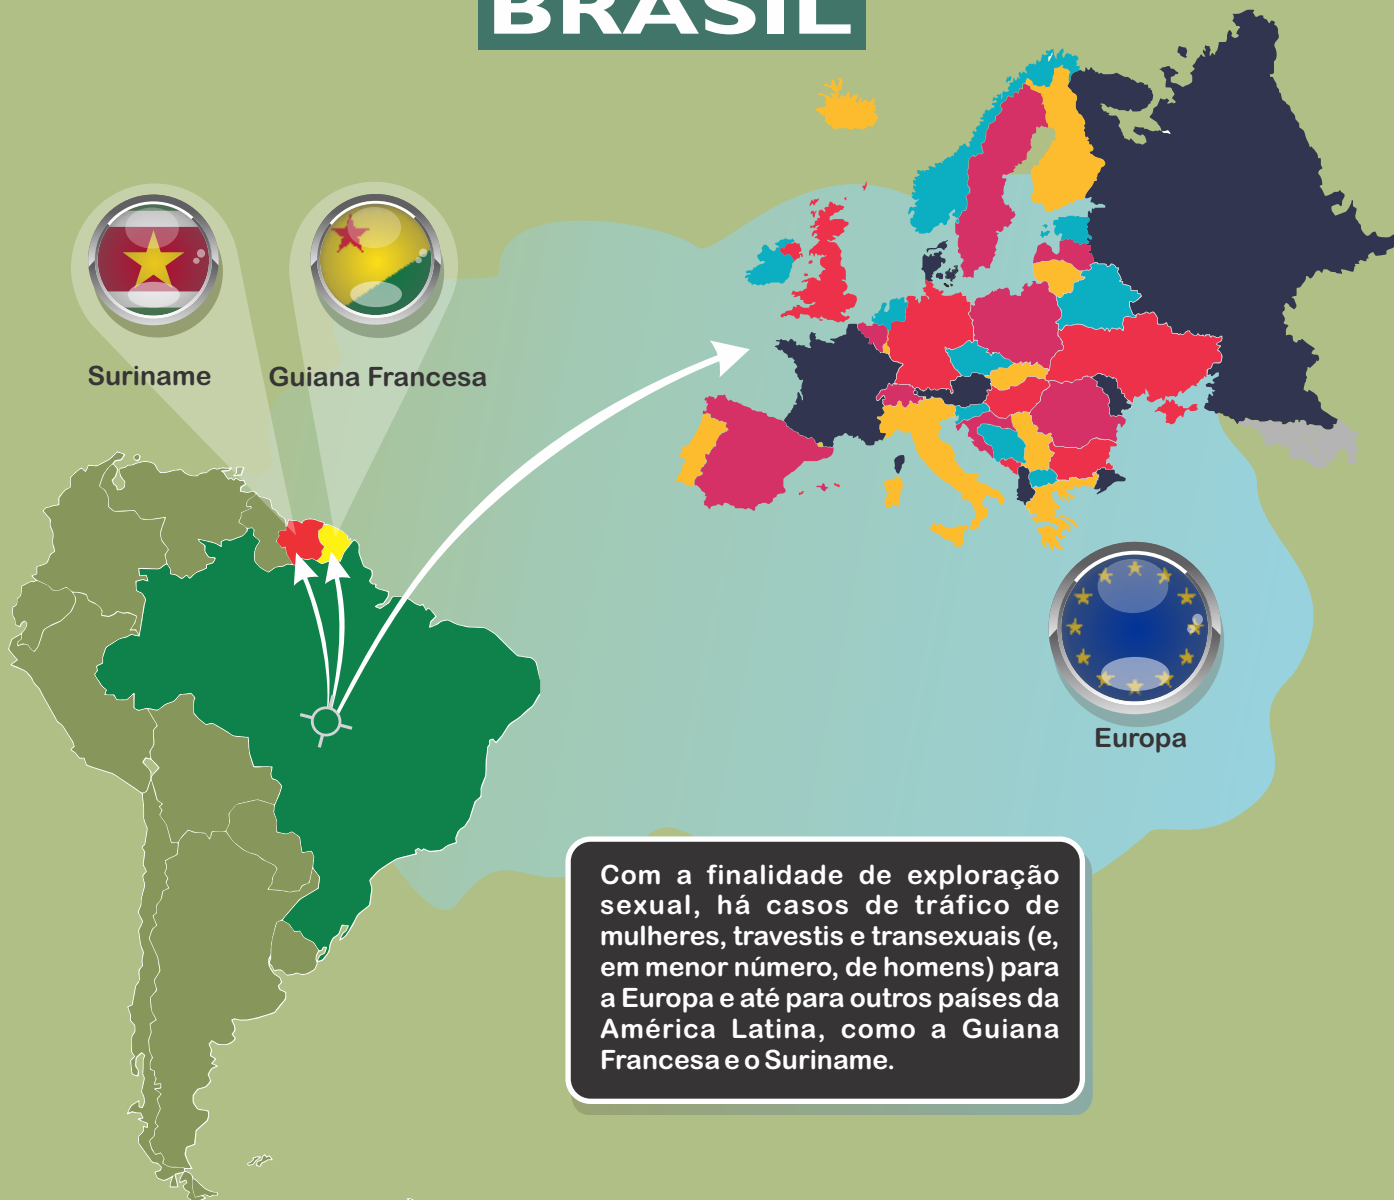 BRASIL
Suriname
Guiana Francesa
Europa
Com a finalidade de exploração
sexual, há casos de tráfico de
mulheres, travestis e transexuais (e,
em menor número, de homens) para
a Europa e até para outros países da
América Latina, como a Guiana
Francesa e o Suriname.